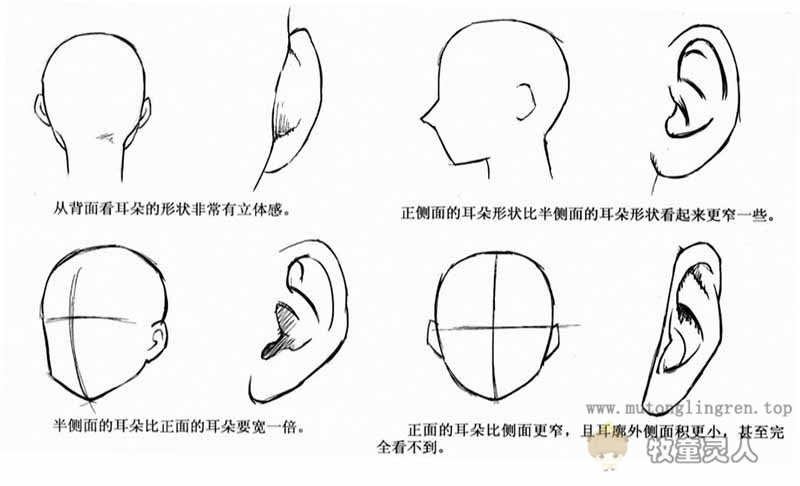 从背面看耳朵的形状非常有立体感。
正侧面的耳朵形状比半侧面的耳朵形状看起来更窄一些。
半侧面的耳朵比正面的耳朵要宽一倍。
正面的耳朵比侧面更窄，且耳廓外侧面积更小，甚至完
全看不到。
www.mutonglingren.top
牧童灵人